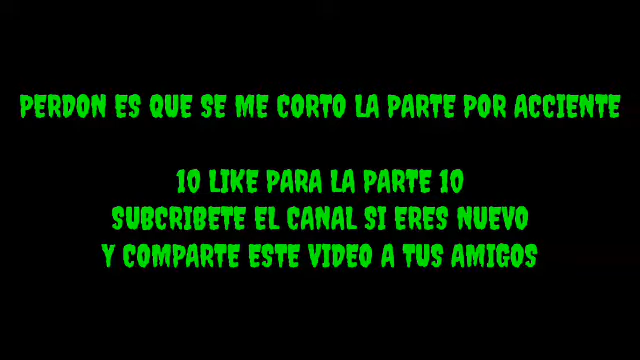 PERDON ES QUE SE ME CORTO LA PARTE POR ACCIENTE
10 LIKE PARA LA PARTE 10
SUBCRIBETE EL CANAL SI ERES NUEVO
Y COMPARTE ESTE VIDEO A TUS AMIGOS